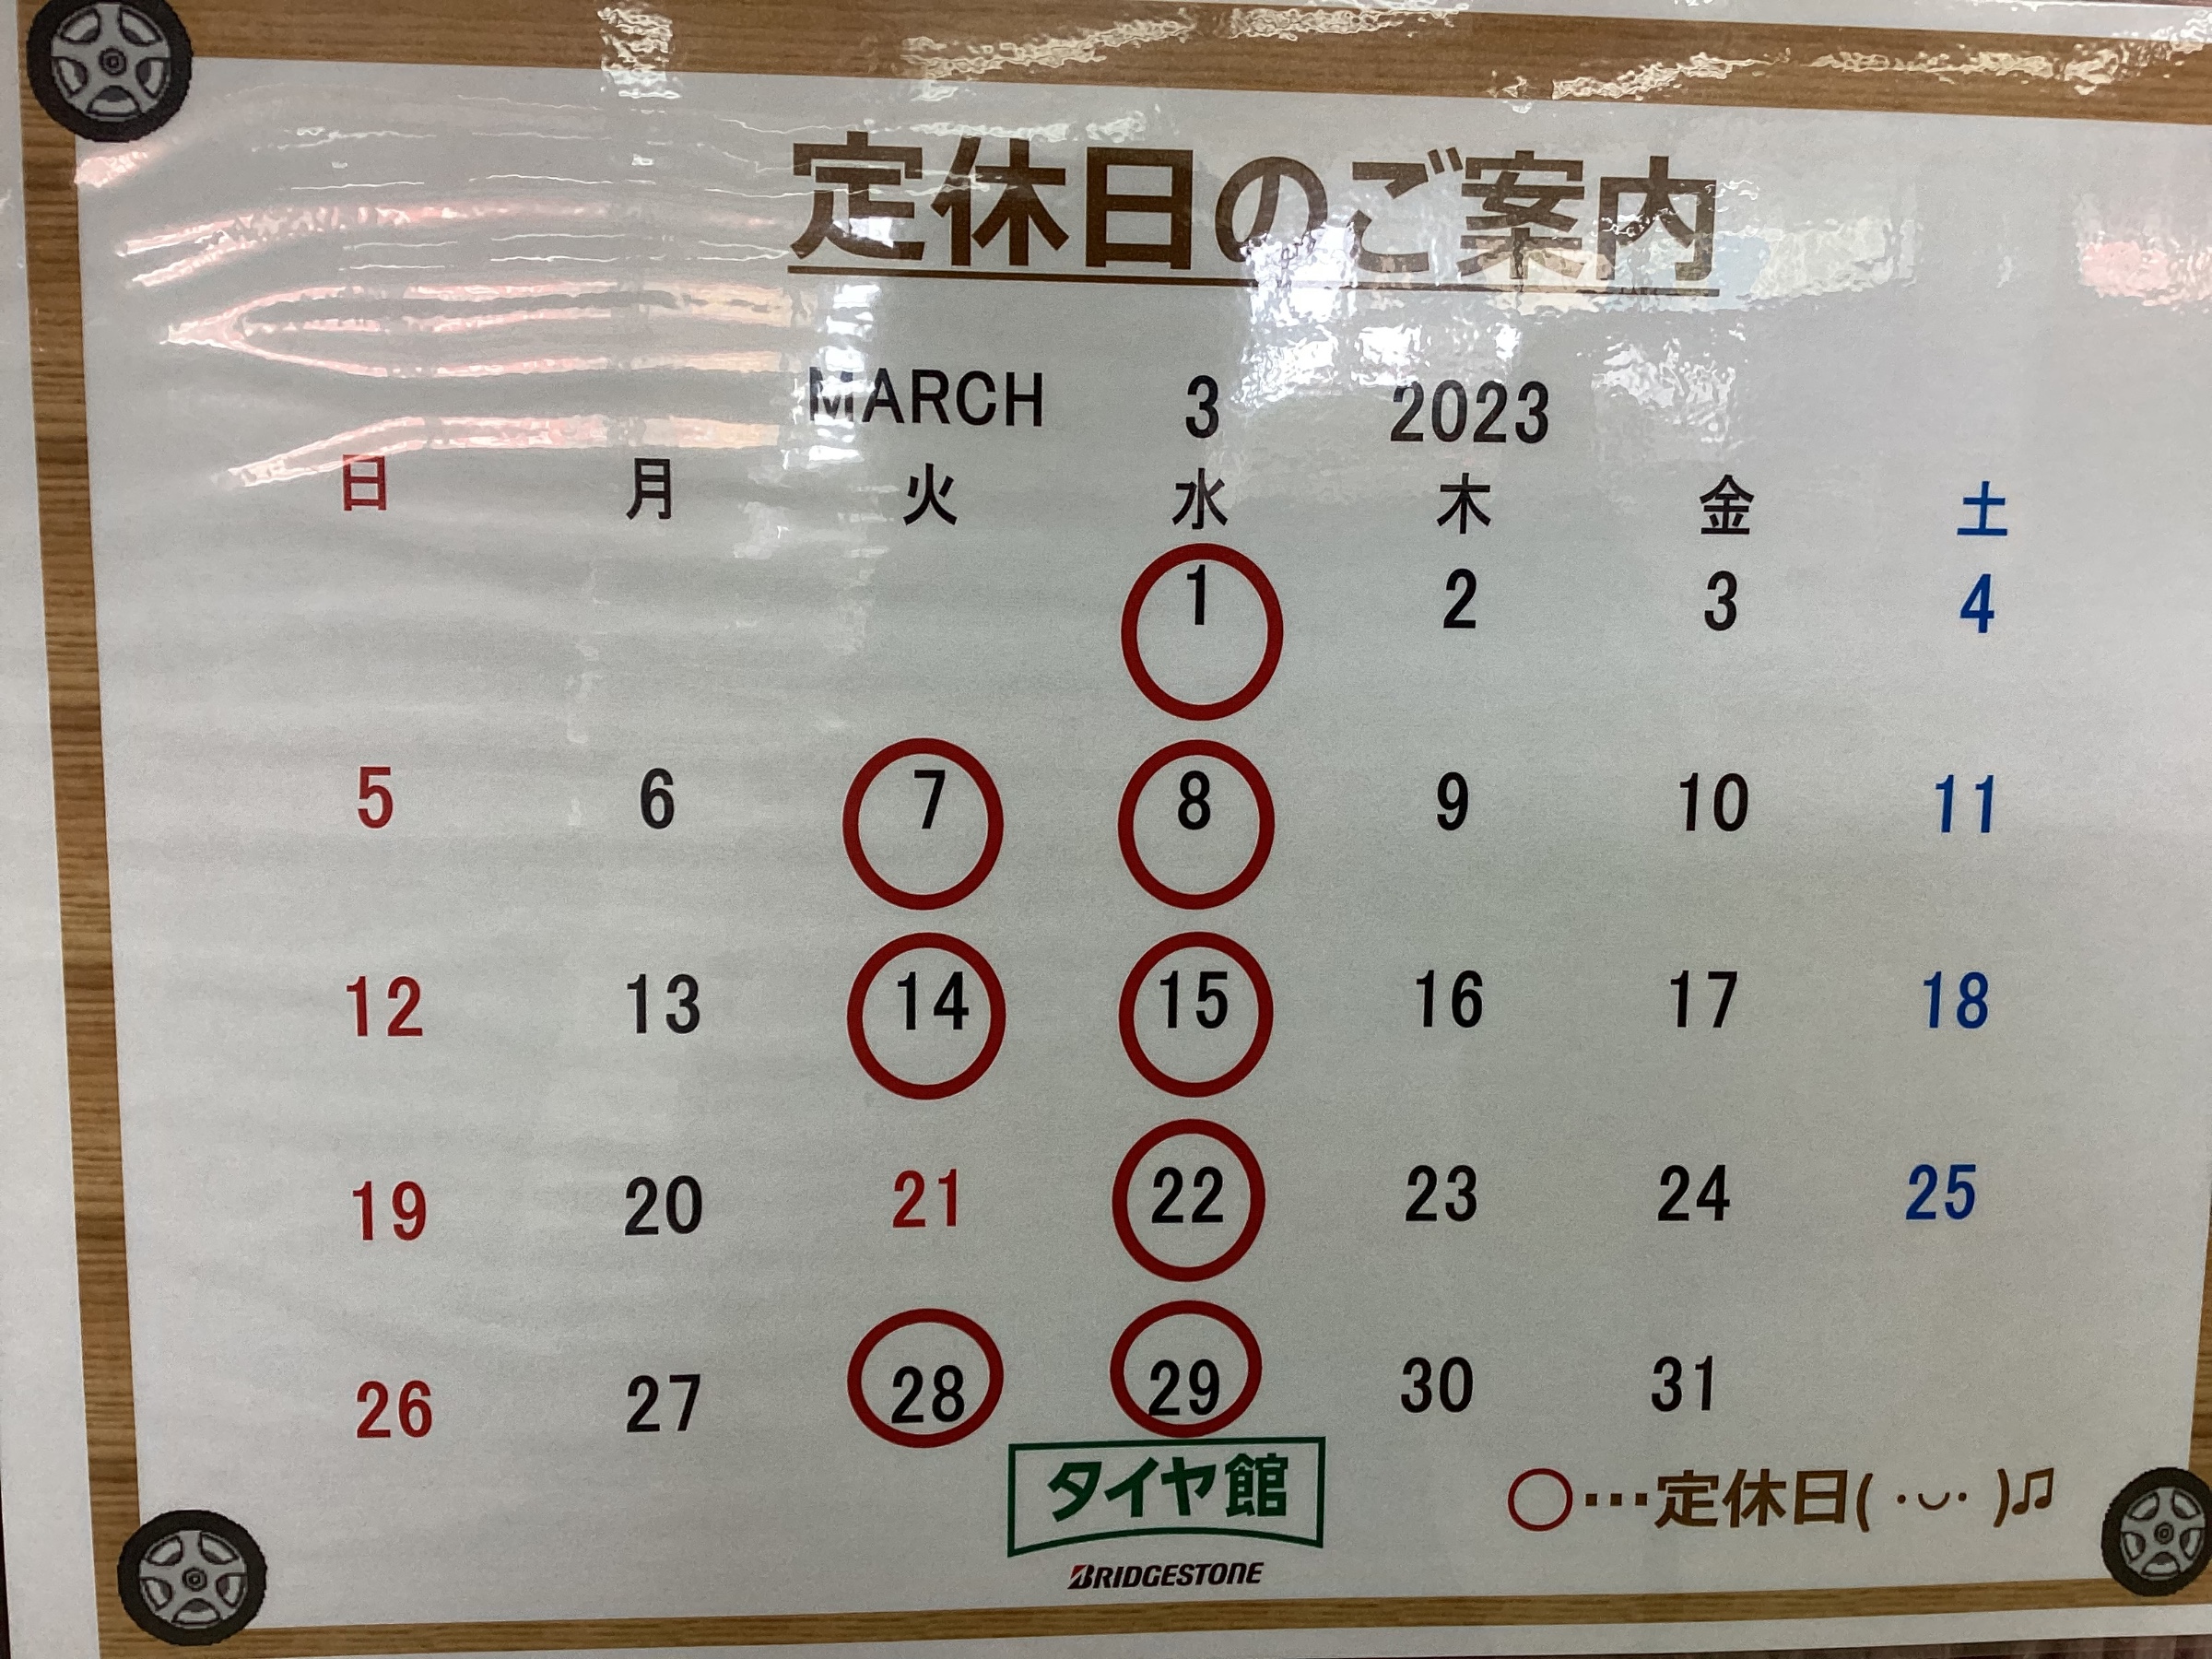 定休日のご案内
MARCH 3 2023
日 月 火 水 木 金 土
1 2 3 4
5 6 7 8 9 10 11
12 13 14 15 16 17 18
19 20 21 22 23 24 25
26 27 28 29 30 31
タイヤ館
BRIDGESTONE
○…定休日( ･◡･ )♫